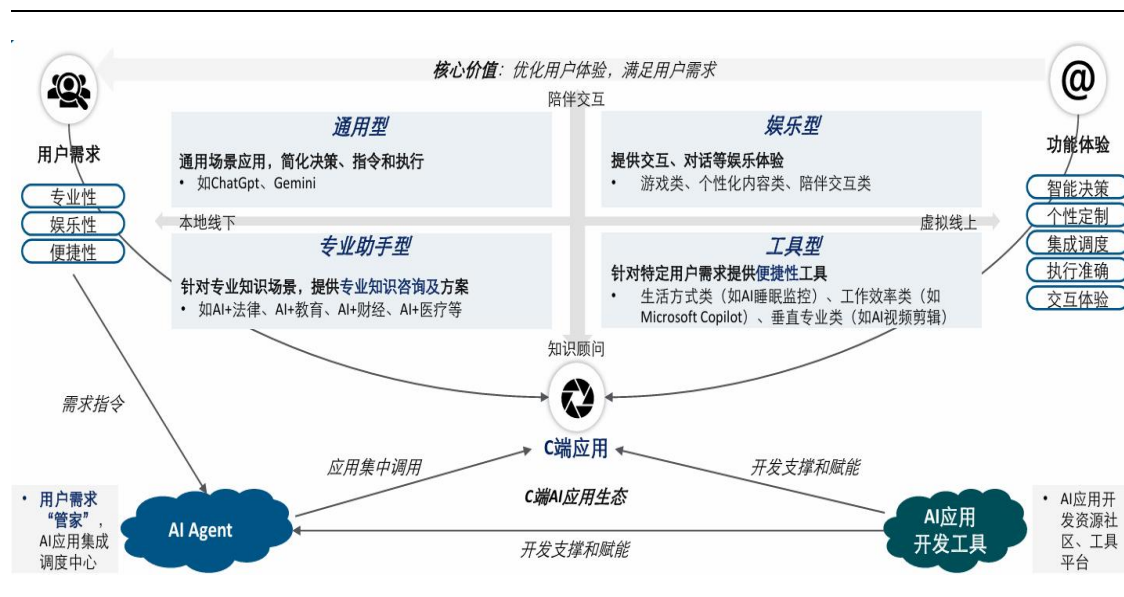 核心价值：优化用户体验，满足用户需求
用户需求
专业性
娱乐性
便捷性
@
功能体验
智能决策
个性定制
集成调度
执行准确
交互体验
陪伴交互
本地线下
虚拟线上
知识顾问
通用型
通用场景应用，简化决策、指令和执行
• 如ChatGpt、Gemini
娱乐型
提供交互、对话等娱乐体验
• 游戏类、个性化内容类、陪伴交互类
专业助手型
针对专业知识场景，提供专业知识咨询及方案
• 如AI+法律、AI+教育、AI+财经、AI+医疗等
工具型
针对特定用户需求提供便捷性工具
• 生活方式类（如AI睡眠监控）、工作效率类（如
Microsoft Copilot）、垂直专业类（如AI视频剪辑）
C端应用
需求指令
应用集中调用
开发支撑和赋能
C端AI应用生态
• 用户需求
“管家”，
AI应用集成
调度中心
AI Agent
开发支撑和赋能
AI应用
开发工具
• AI应用开
发资源社
区、工具
平台